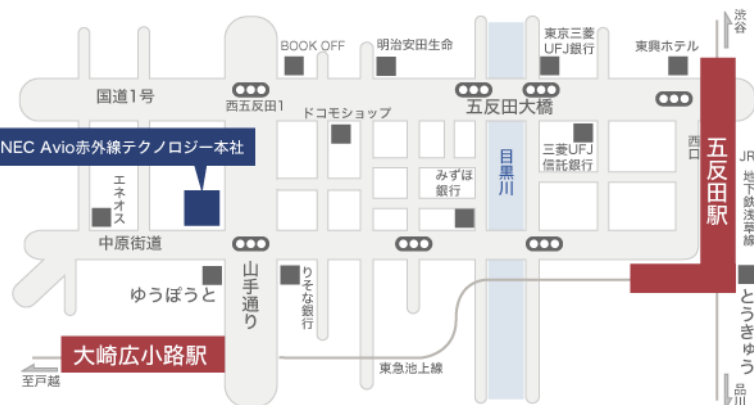 渋谷
BOOK OFF
明治安田生命
東京三菱
UFJ銀行
東興ホテル
国道1号
西五反田1
ドコモショップ
五反田大橋
NEC Avio赤外線テクノロジー本社
三菱UFJ
信託銀行
西口
五反田駅
JR
地下鉄浅草線
目黒川
みずほ
銀行
エネオス
中原街道
山手通り
りそな銀行
ゆうぽうと
とうきゅう
大崎広小路駅
東急池上線
至戸越
品川